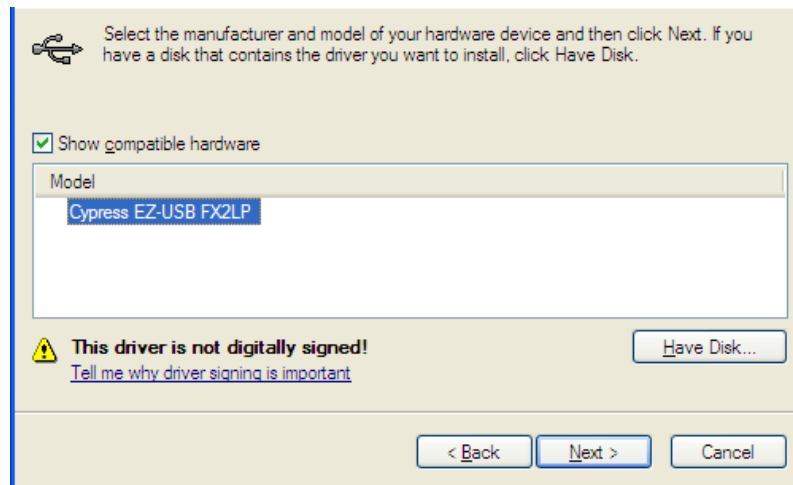 Select the manufacturer and model of your hardware device and then click Next. If you
have a disk that contains the driver you want to install, click Have Disk.
Show compatible hardware
Model
Cypress EZ-USB FX2LP
This driver is not digitally signed!
Have Disk...
Tell me why driver signing is important
< Back
Next >
Cancel